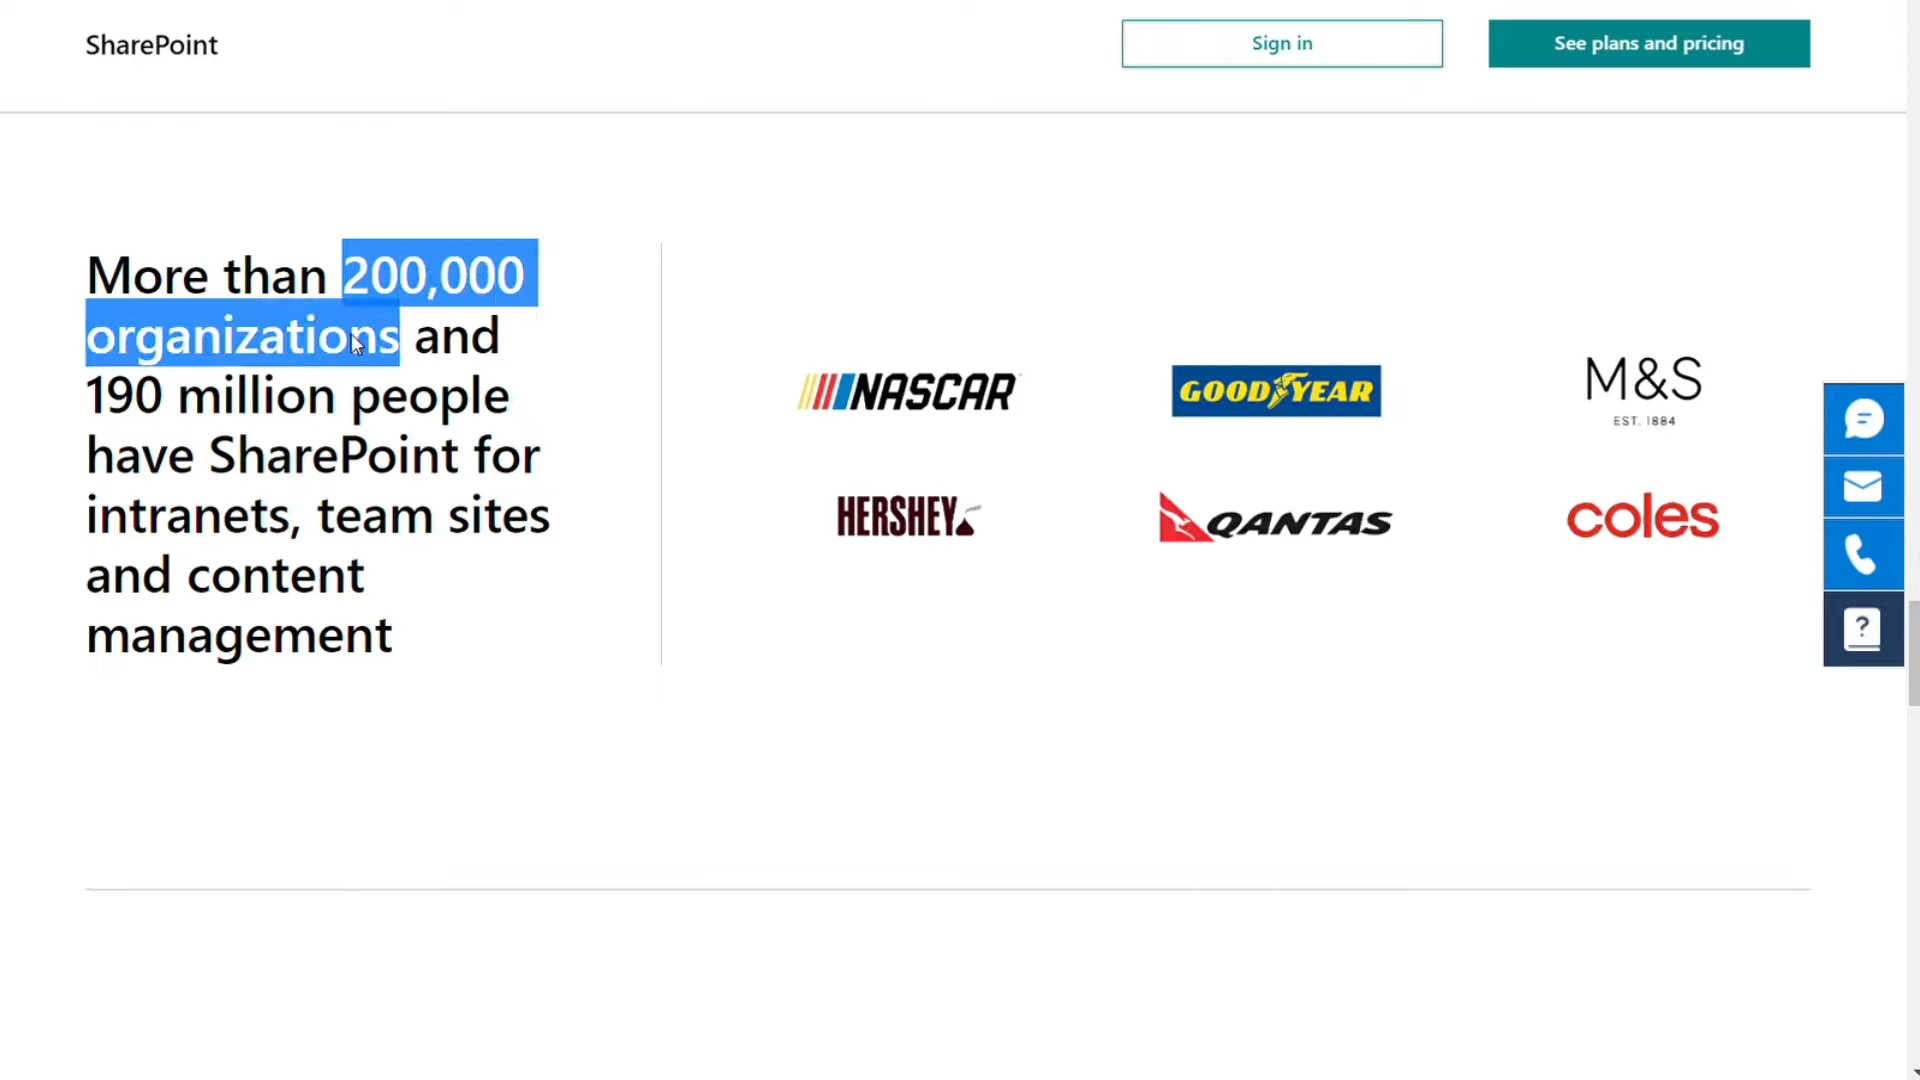 SharePoint
Sign in
See plans and pricing
More than 200,000
organizations and
190 million people
have SharePoint for
intranets, team sites
and content
management
NASCAR
GOODYEAR
M&S
EST. 1884
HERSHEY
QANTAS
coles
?